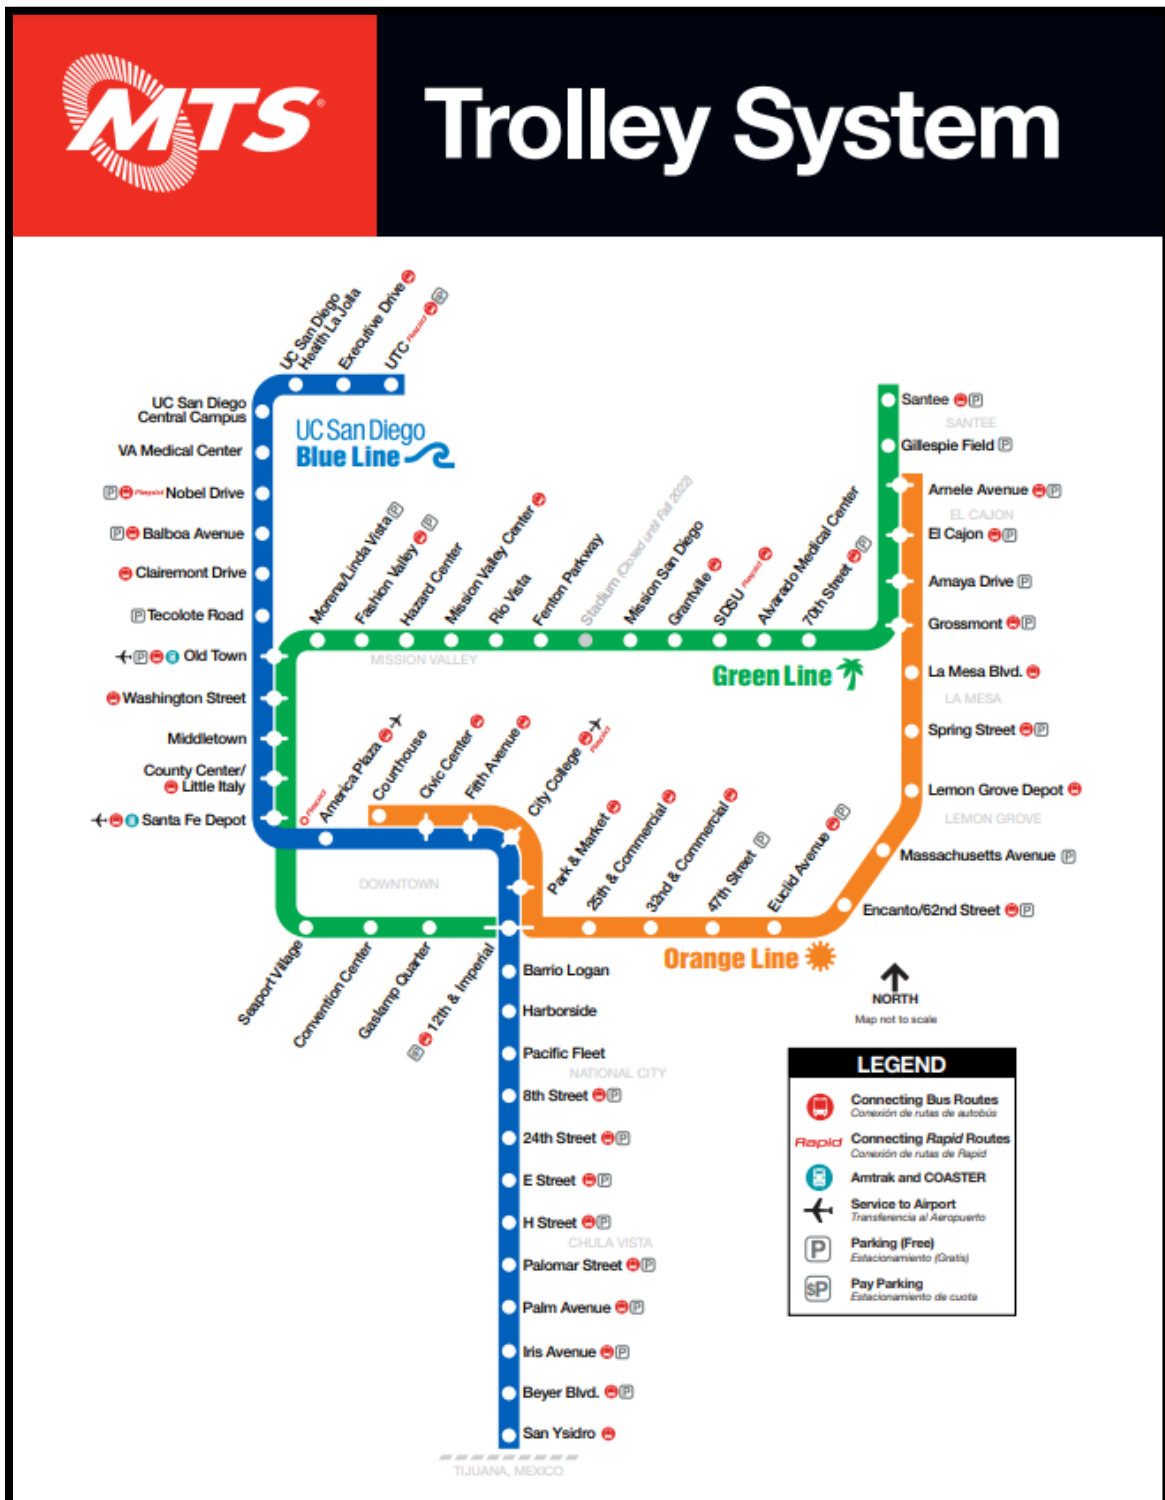 MTS®
Trolley System
UC San Diego
Health La Jolla
Executive Drive
UTC Rapid
UC San Diego
Central Campus
VA Medical Center
Rapid Nobel Drive
Balboa Avenue
Clairemont Drive
Tecolote Road
Old Town
Washington Street
Middletown
County Center/
Little Italy
Santa Fe Depot
UC San Diego
Blue Line
Morena/Linda Vista
Fashion Valley
Hazard Center
Mission Valley Center
Rio Vista
Fenton Parkway
Stadium (Closed until Fall 2022)
Mission San Diego
Grantville
SDSU Rapid
Alvarado Medical Center
70th Street
MISSION VALLEY
Green Line
Santee
SANTEE
Gillespie Field
Arnele Avenue
EL CAJON
El Cajon
Amaya Drive
Grossmont
La Mesa Blvd.
LA MESA
Spring Street
Lemon Grove Depot
LEMON GROVE
Massachusetts Avenue
Encanto/62nd Street
Rapid
America Plaza
Courthouse
Civic Center
Fifth Avenue
City College
Rapid
Park & Market
25th & Commercial
32nd & Commercial
47th Street
Euclid Avenue
Orange Line
DOWNTOWN
Seaport Village
Convention Center
Gaslamp Quarter
12th & Imperial
Barrio Logan
Harborside
Pacific Fleet
NATIONAL CITY
8th Street
24th Street
E Street
H Street
CHULA VISTA
Palomar Street
Palm Avenue
Iris Avenue
Beyer Blvd.
San Ysidro
TIJUANA, MEXICO
NORTH
Map not to scale
LEGEND
Connecting Bus Routes
Conexión de rutas de autobús
Rapid Connecting Rapid Routes
Conexión de rutas de Rapid
Amtrak and COASTER
Service to Airport
Transferencia al Aeropuerto
P Parking (Free)
Estacionamiento (Gratis)
$P Pay Parking
Estacionamiento de cuota